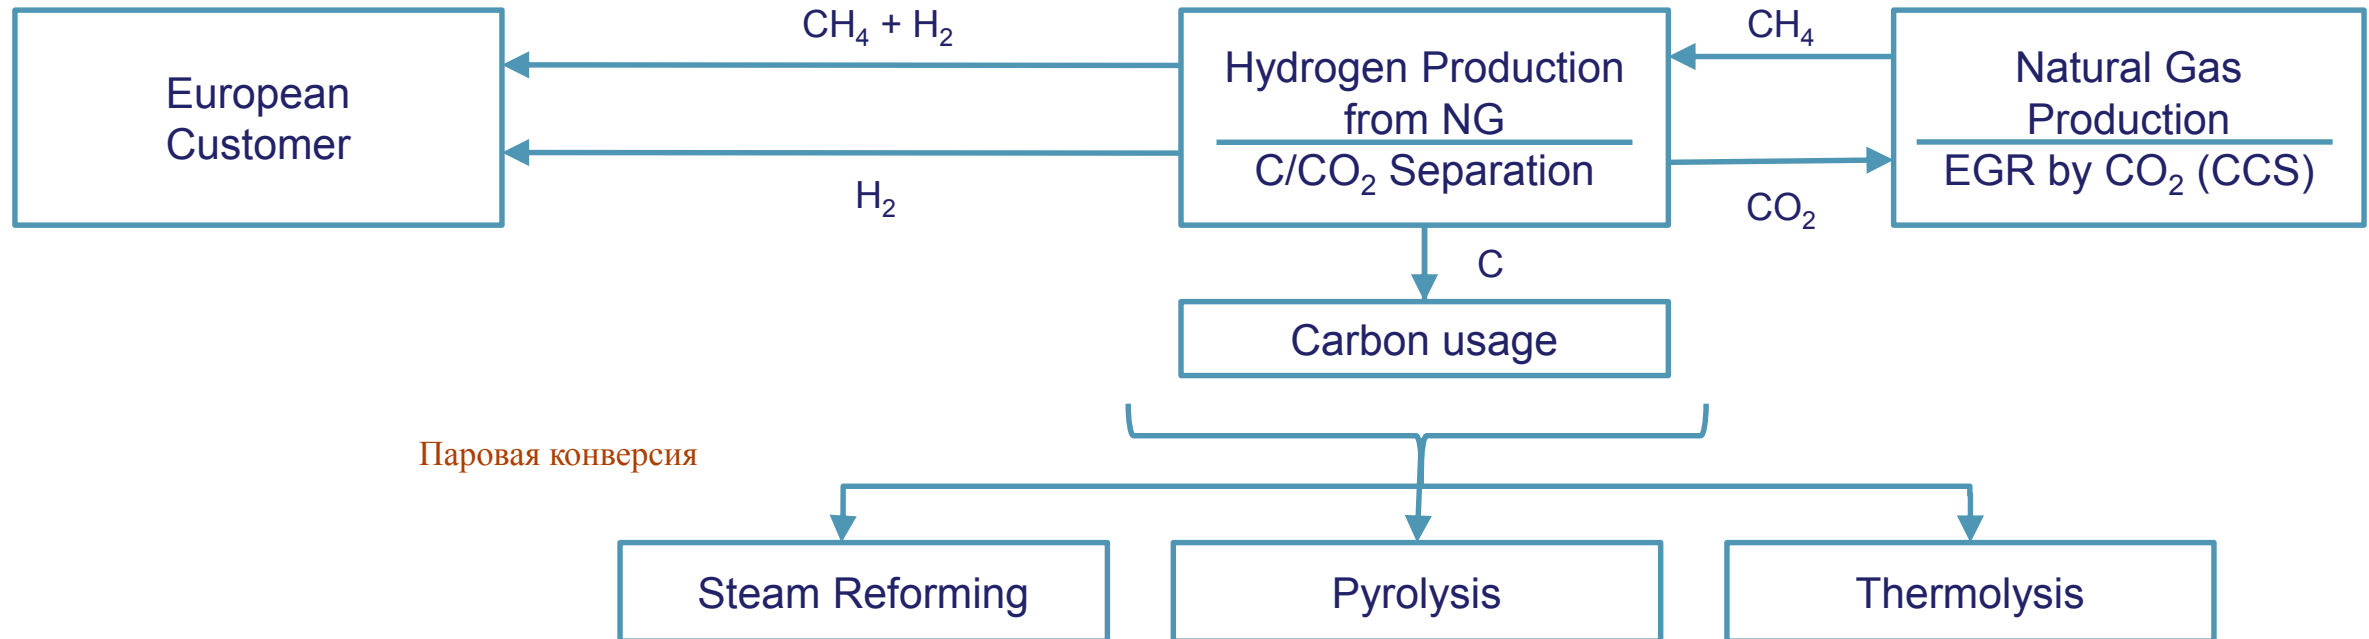 CH₄ + H₂
CH₄
European
Customer
Hydrogen Production
from NG
C/CO₂ Separation
Natural Gas
Production
EGR by CO₂ (CCS)
H₂
CO₂
C
Carbon usage
Паровая конверсия
Steam Reforming
Pyrolysis
Thermolysis